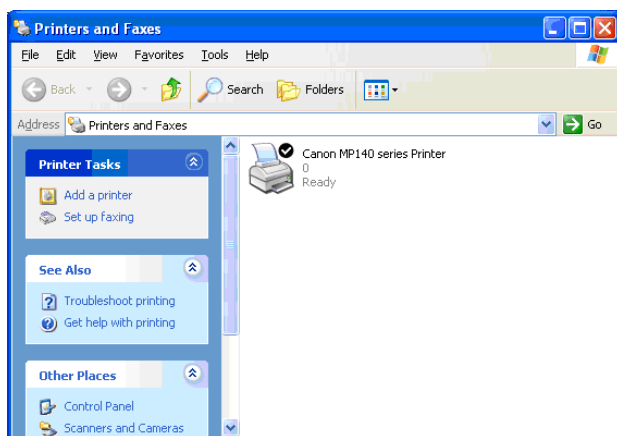 Printers and Faxes
File Edit View Favorites Tools Help
Back Search Folders
Address Printers and Faxes Go
Printer Tasks
Add a printer
Set up faxing
See Also
Troubleshoot printing
Get help with printing
Other Places
Control Panel
Scanners and Cameras
Canon MP140 series Printer
0
Ready